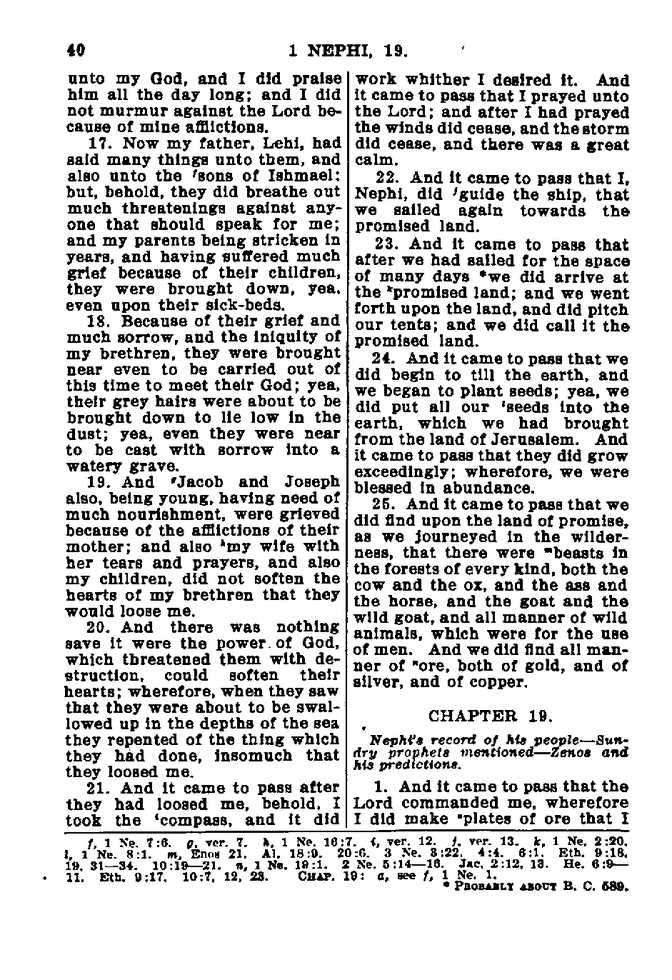 40
1 NEPHI, 19.
unto my God, and I did praise
him all the day long; and I did
not murmur against the Lord be-
cause of mine afflictions.
17. Now my father, Lehi, had
said many things unto them, and
also unto the fsons of Ishmael;
but, behold, they did breathe out
much threatenings against any-
one that should speak for me;
and my parents being stricken in
years, and having suffered much
grief because of their children,
they were brought down, yea,
even upon their sick-beds.
18. Because of their grief and
much sorrow, and the iniquity of
my brethren, they were brought
near even to be carried out of
this time to meet their God; yea,
their grey hairs were about to be
brought down to lie low in the
dust; yea, even they were near
to be cast with sorrow into a
watery grave.
19. And gJacob and Joseph
also, being young, having need of
much nourishment, were grieved
because of the afflictions of their
mother; and also hmy wife with
her tears and prayers, and also
my children, did not soften the
hearts of my brethren that they
would loose me.
20. And there was nothing
save it were the power of God,
which threatened them with de-
struction, could soften their
hearts; wherefore, when they saw
that they were about to be swal-
lowed up in the depths of the sea
they repented of the thing which
they had done, insomuch that
they loosed me.
21. And it came to pass after
they had loosed me, behold, I
took the icompass, and it did
work whither I desired it. And
it came to pass that I prayed unto
the Lord; and after I had prayed
the winds did cease, and the storm
did cease, and there was a great
calm.
22. And it came to pass that I,
Nephi, did jguide the ship, that
we sailed again towards the
promised land.
23. And it came to pass that
after we had sailed for the space
of many days *we did arrive at
the kpromised land; and we went
forth upon the land, and did pitch
our tents; and we did call it the
promised land.
24. And it came to pass that we
did begin to till the earth, and
we began to plant seeds; yea, we
did put all our lseeds into the
earth, which we had brought
from the land of Jerusalem. And
it came to pass that they did grow
exceedingly; wherefore, we were
blessed in abundance.
25. And it came to pass that we
did find upon the land of promise,
as we journeyed in the wilder-
ness, that there were mbeasts in
the forests of every kind, both the
cow and the ox, and the ass and
the horse, and the goat and the
wild goat, and all manner of wild
animals, which were for the use
of men. And we did find all man-
ner of nore, both of gold, and of
silver, and of copper.
CHAPTER 19.
Nephi's record of his people—Sun-
dry prophets mentioned—Zenos and
his predictions.
1. And it came to pass that the
Lord commanded me, wherefore
I did make aplates of ore that I
f, 1 Ne. 7:6. g, ver. 7. h, 1 Ne. 16:7. i, ver. 12. j, ver. 13. k, 1 Ne. 2:20.
l, 1 Ne. 8:1. m, Enos 21. Al. 18:9. 20:6. 3 Ne. 3:22. 4:4. 6:1. Eth. 9:18,
19, 31—34. 10:19—21. n, 1 Ne. 19:1. 2 Ne. 5:14—16. Jac. 2:12, 13. He. 6:9—
11. Eth. 9:17. 10:7, 12, 23. CHAP. 19: a, see f, 1 Ne. 1.
* PROBABLY ABOUT B. C. 589.